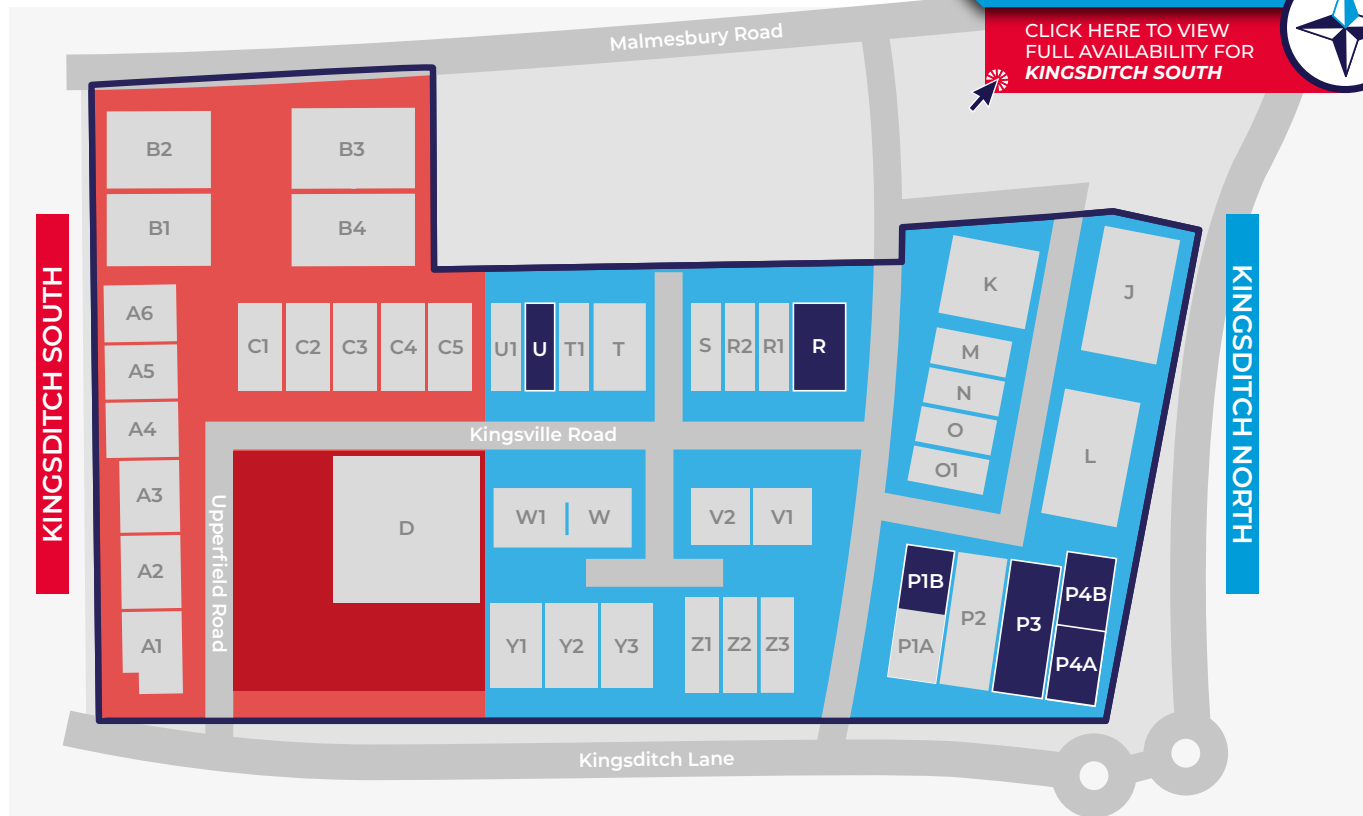 Malmesbury Road
CLICK HERE TO VIEW
FULL AVAILABILITY FOR
KINGSDITCH SOUTH
B2
B3
B1
B4
KINGSDITCH SOUTH
KINGSDITCH NORTH
A6
A5
A4
A3
A2
A1
C1
C2
C3
C4
C5
U1
U
T1
T
S
R2
R1
R
K
J
M
N
O
O1
L
Kingsville Road
Upperfield Road
D
W1
W
V2
V1
Y1
Y2
Y3
Z1
Z2
Z3
P1B
P1A
P2
P3
P4B
P4A
Kingsditch Lane